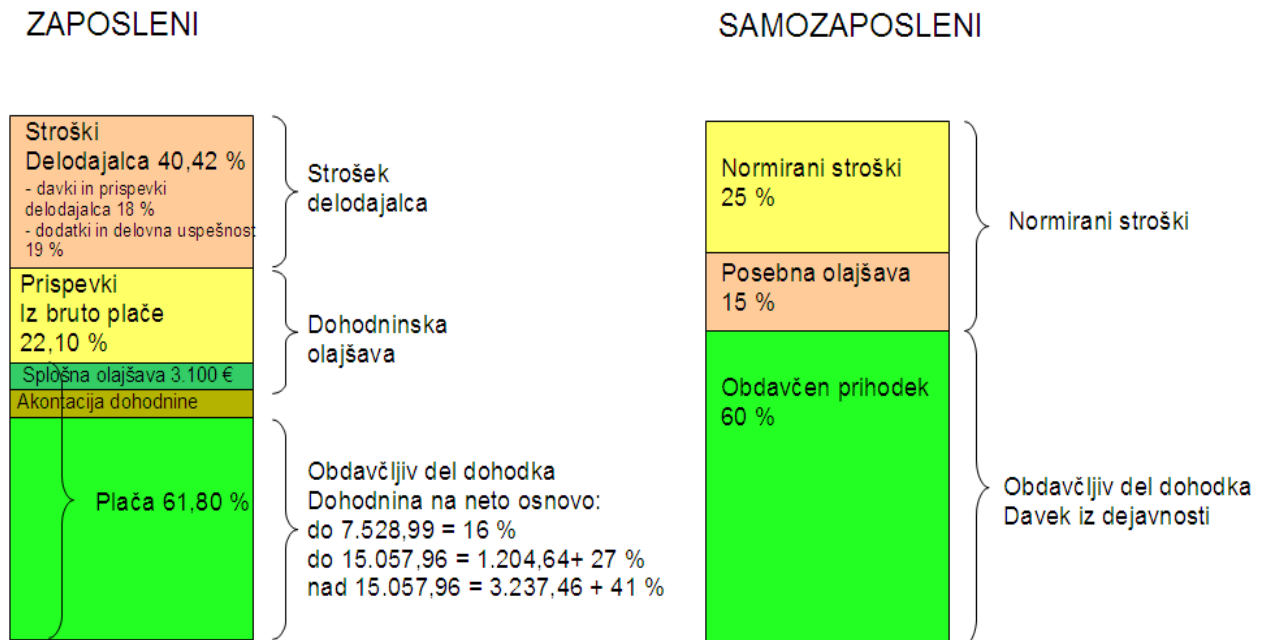 ZAPOSLENI
Stroški
Delodajalca 40,42 %
- davki in prispevki
delodajalca 18 %
- dodatki in delovna uspešnost
19 %
Strošek
delodajalca
Prispevki
Iz bruto plače
22,10 %
Splošna olajšava 3.100 €
Akontacija dohodnine
Dohodninska
olajšava
Plača 61,80 %
Obdavčljiv del dohodka
Dohodnina na neto osnovo:
do 7.528,99 = 16 %
do 15.057,96 = 1.204,64+ 27 %
nad 15.057,96 = 3.237,46 + 41 %
SAMOZAPOSLENI
Normirani stroški
25 %
Posebna olajšava
15 %
Normirani stroški
Obdavčen prihodek
60 %
Obdavčljiv del dohodka
Davek iz dejavnosti